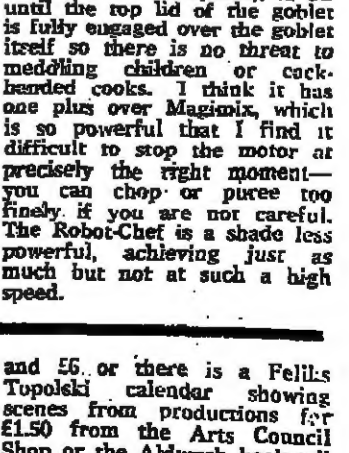 until the top lid of the goblet
is fully engaged over the goblet
itself so there is no threat to
meddling children or cack-
handed cooks. I think it has
one plus over Magimix, which
is so powerful that I find it
difficult to stop the motor at
precisely the right moment—
you can chop or puree too
finely if you are not careful.
The Robot-Chef is a shade less
powerful, achieving just as
much but not at such a high
speed.
and £6 or there is a Feliks
Topolski calendar showing
scenes from productions for
£1.50 from the Arts Council
Shop or the Aldwych